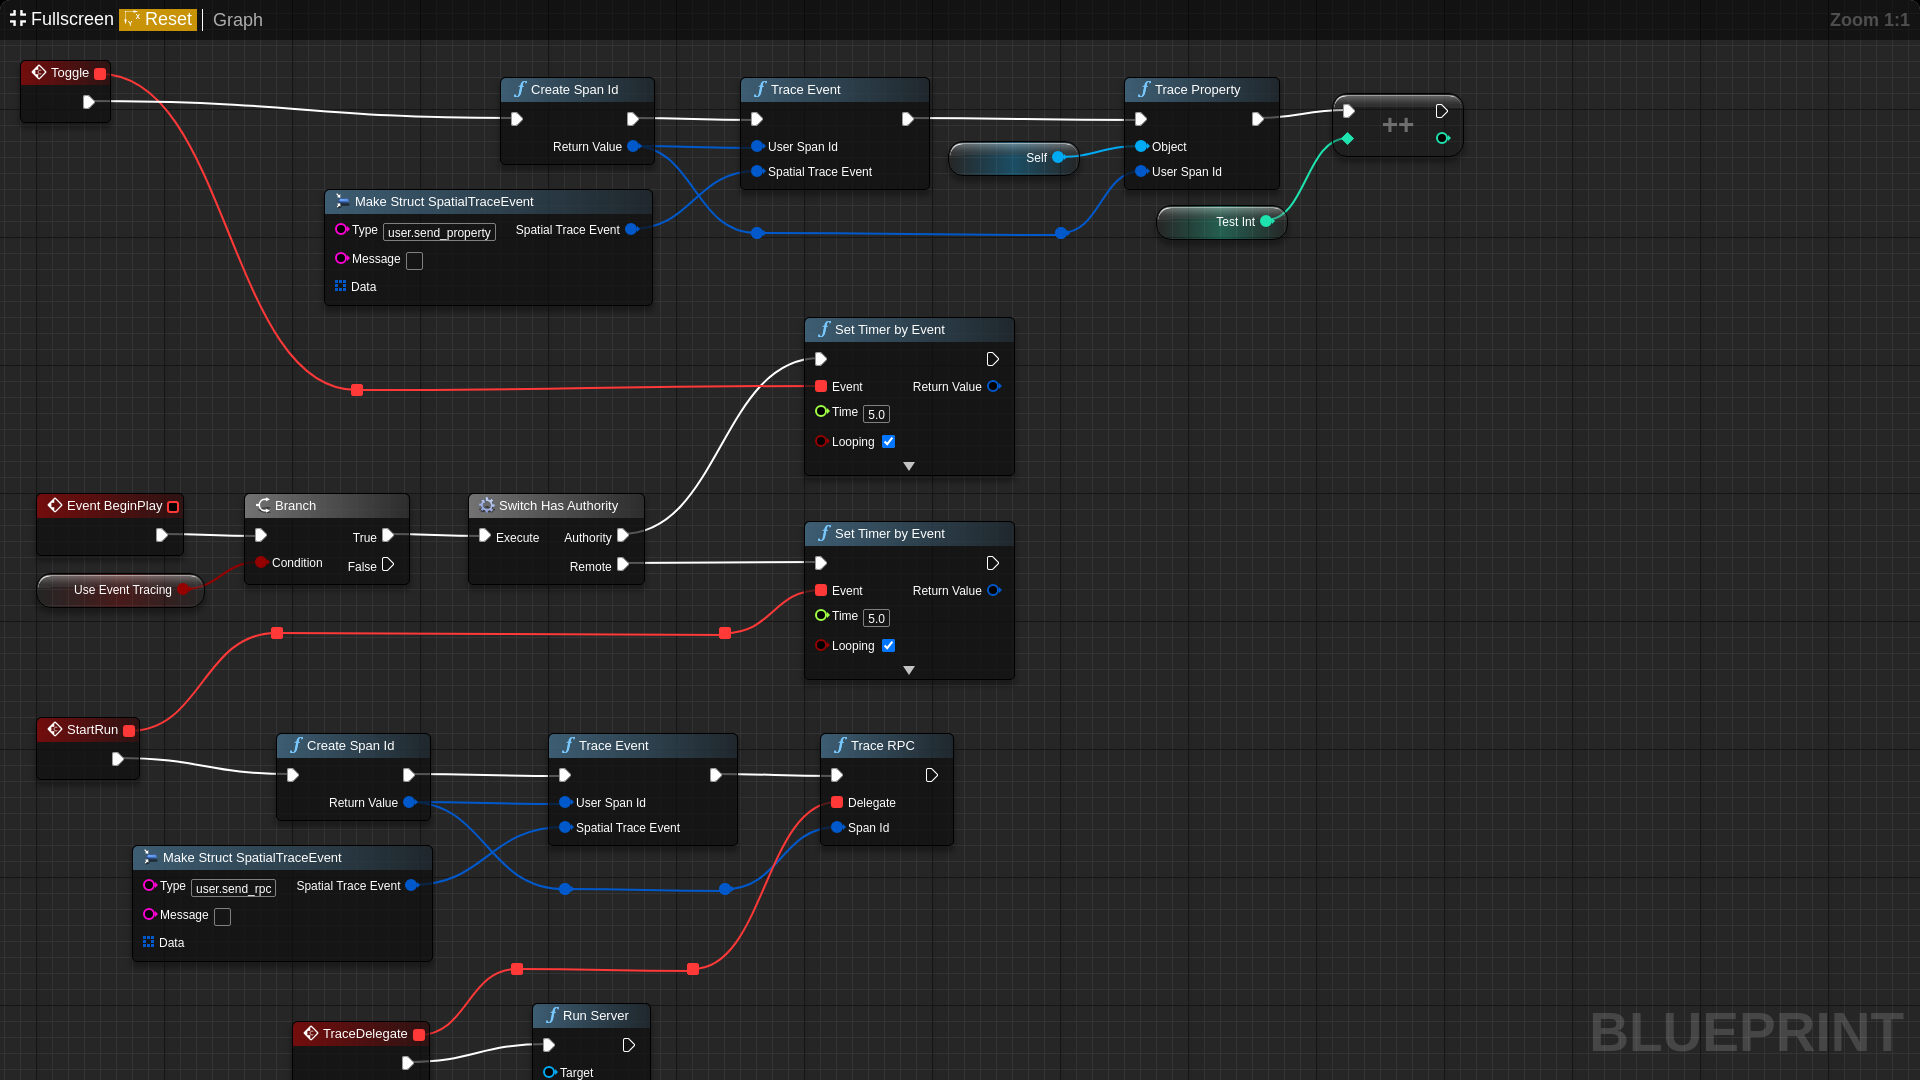 Fullscreen Reset Graph Zoom 1:1
Toggle
Create Span Id
Return Value
Trace Event
User Span Id
Spatial Trace Event
Self
Trace Property
Object
User Span Id
++
Test Int
Make Struct SpatialTraceEvent
Type user.send_property Spatial Trace Event
Message
Data
Set Timer by Event
Event Return Value
Time 5.0
Looping
Event BeginPlay
Use Event Tracing
Branch
True
Condition
False
Switch Has Authority
Execute Authority
Remote
Set Timer by Event
Event Return Value
Time 5.0
Looping
StartRun
Create Span Id
Return Value
Trace Event
User Span Id
Spatial Trace Event
Trace RPC
Delegate
Span Id
Make Struct SpatialTraceEvent
Type user.send_rpc Spatial Trace Event
Message
Data
TraceDelegate
Run Server
Target
BLUEPRINT